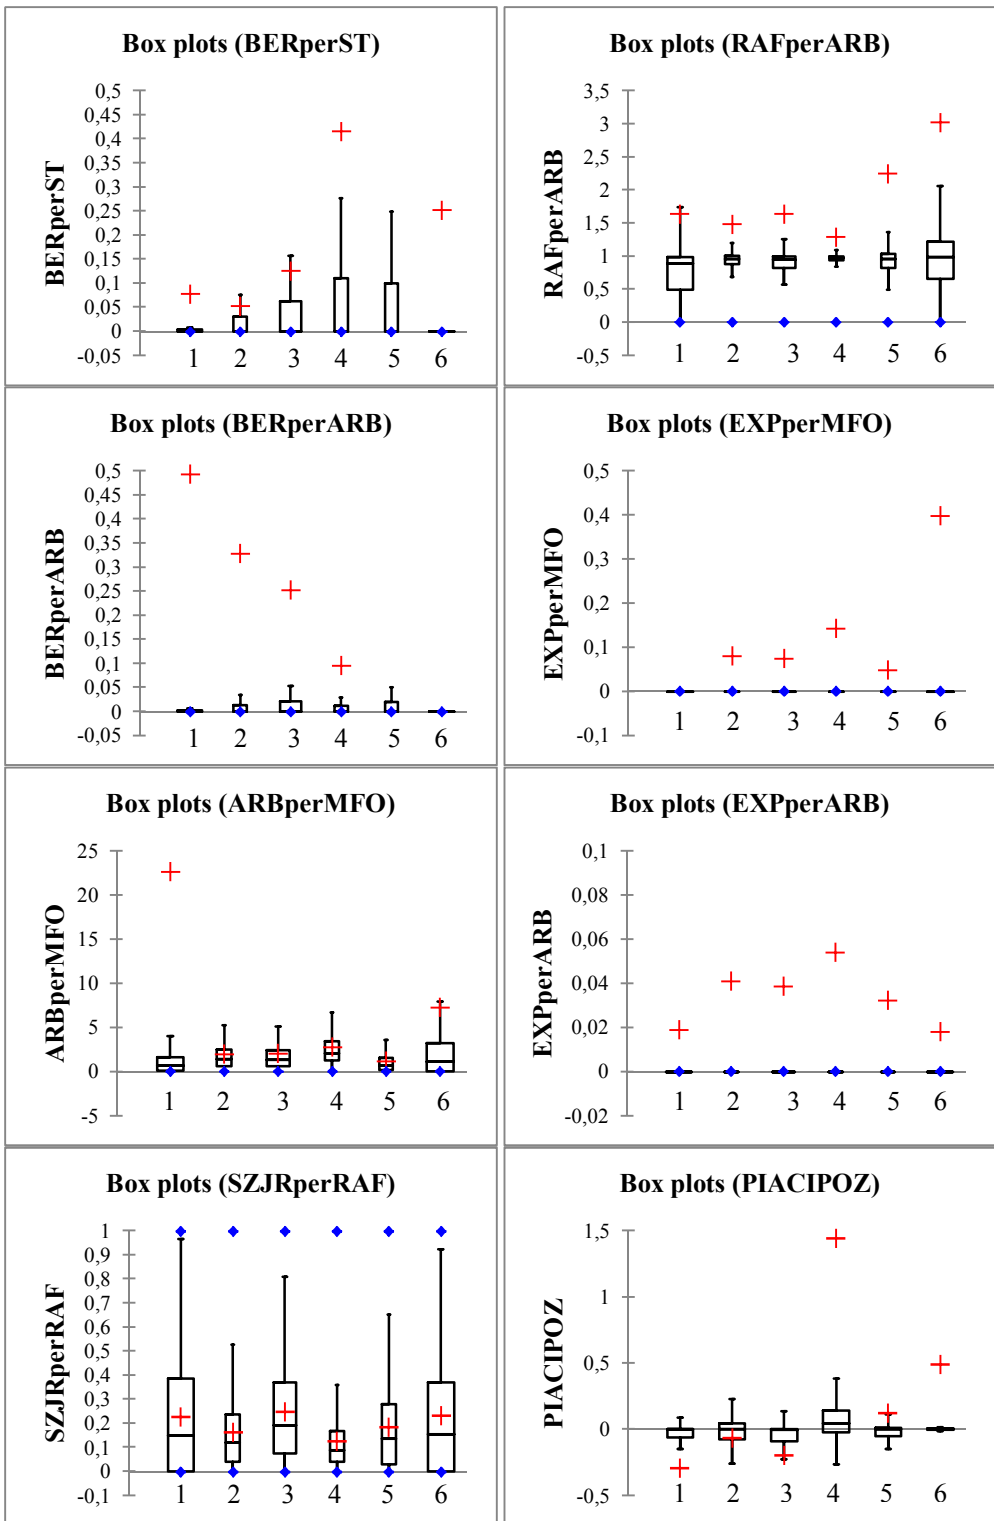 Box plots (BERperST)
BERperST
0,5
0,45
0,4
0,35
0,3
0,25
0,2
0,15
0,1
0,05
0
-0,05
1 2 3 4 5 6
Box plots (RAFperARB)
RAFperARB
3,5
3
2,5
2
1,5
1
0,5
0
-0,5
1 2 3 4 5 6
Box plots (BERperARB)
BERperARB
0,5
0,45
0,4
0,35
0,3
0,25
0,2
0,15
0,1
0,05
0
-0,05
1 2 3 4 5 6
Box plots (EXPperMFO)
EXPperMFO
0,5
0,4
0,3
0,2
0,1
0
-0,1
1 2 3 4 5 6
Box plots (ARBperMFO)
ARBperMFO
25
20
15
10
5
0
-5
1 2 3 4 5 6
Box plots (EXPperARB)
EXPperARB
0,1
0,08
0,06
0,04
0,02
0
-0,02
1 2 3 4 5 6
Box plots (SZJRperRAF)
SZJRperRAF
1
0,9
0,8
0,7
0,6
0,5
0,4
0,3
0,2
0,1
0
-0,1
1 2 3 4 5 6
Box plots (PIACIPOZ)
PIACIPOZ
1,5
1
0,5
0
-0,5
1 2 3 4 5 6